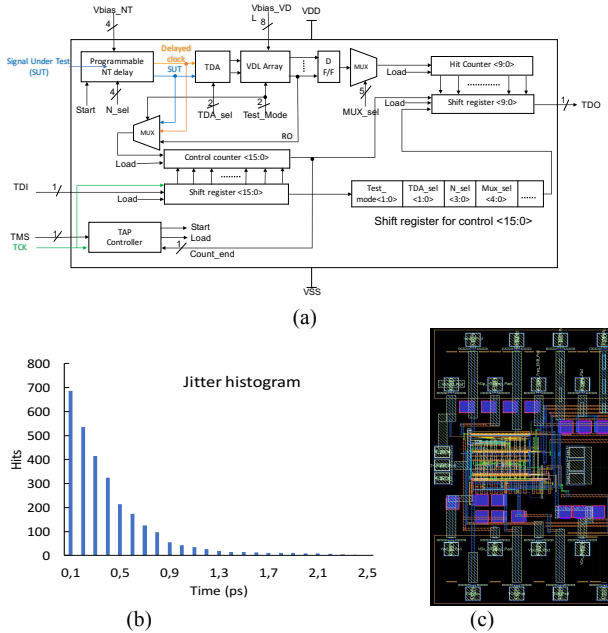 Vbias_NT
4
Vbias_VD
L
8
VDD
Signal Under Test
(SUT)
Programmable
NT delay
Delayed
clock
SUT
TDA
VDL Array
D
F/F
MUX
Hit Counter <9:0>
Load
Shift register <9:0>
Load
1
TDO
Start
4
N_sel
2
TDA_sel
2
Test_Mode
5
MUX_sel
RO
MUX
Load
Control counter <15:0>
TDI
1
Load
Shift register <15:0>
Test_
mode<1:0>
TDA_sel
<1:0>
N_sel
<3:0>
Mux_sel
<4:0>
Shift register for control <15:0>
TMS
1
TCK
TAP
Controller
Start
Load
1
Count_end
VSS
(a)
Jitter histogram
Hits
800
700
600
500
400
300
200
100
0
0,1
0,5
0,9
1,3
1,7
2,1
2,5
Time (ps)
(b)
(c)